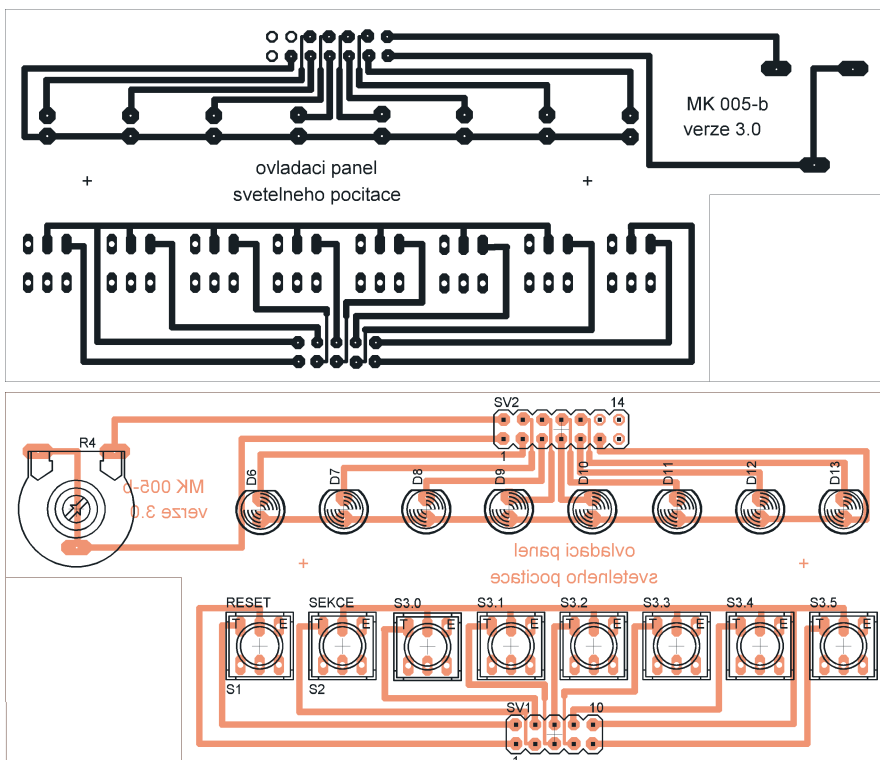 MK 005-b
verze 3.0
ovladaci panel
svetelneho pocitace
SV2
14
R4
1
D6
D7
D8
D9
D10
D11
D12
D13
MK 005-b
verze 3.0
ovladaci panel
svetelneho pocitace
RESET
SEKCE
S3.0
S3.1
S3.2
S3.3
S3.4
S3.5
T E
T E
T E
T E
T E
T E
T E
T E
S1
S2
SV1
10
1